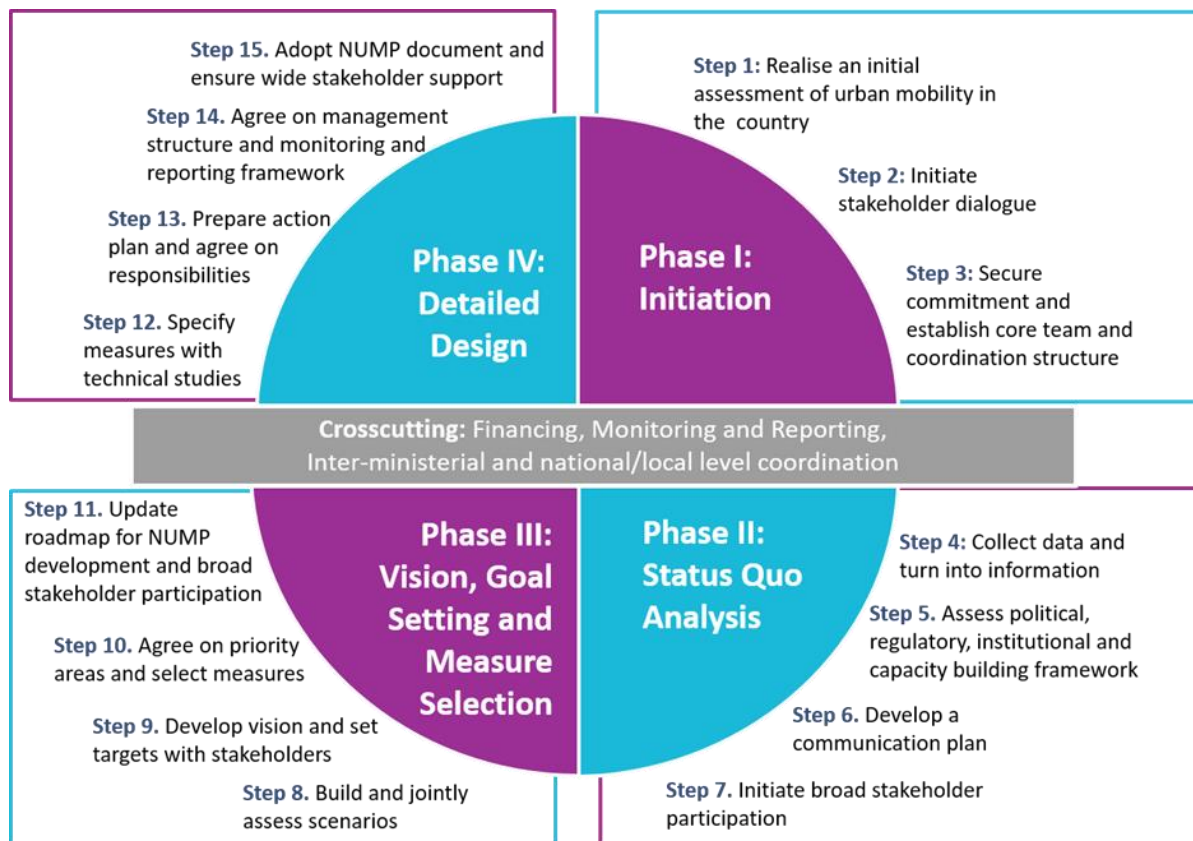 Step 1: Realise an initial
assessment of urban mobility in
the country
Step 2: Initiate
stakeholder dialogue
Step 3: Secure
commitment and
establish core team and
coordination structure
Phase I:
Initiation
Crosscutting: Financing, Monitoring and Reporting,
Inter-ministerial and national/local level coordination
Phase II:
Status Quo
Analysis
Step 4: Collect data and
turn into information
Step 5. Assess political,
regulatory, institutional and
capacity building framework
Step 6. Develop a
communication plan
Step 7. Initiate broad stakeholder
participation
Phase III:
Vision, Goal
Setting and
Measure
Selection
Step 8. Build and jointly
assess scenarios
Step 9. Develop vision and set
targets with stakeholders
Step 10. Agree on priority
areas and select measures
Step 11. Update
roadmap for NUMP
development and broad
stakeholder participation
Phase IV:
Detailed
Design
Step 12. Specify
measures with
technical studies
Step 13. Prepare action
plan and agree on
responsibilities
Step 14. Agree on management
structure and monitoring and
reporting framework
Step 15. Adopt NUMP document and
ensure wide stakeholder support